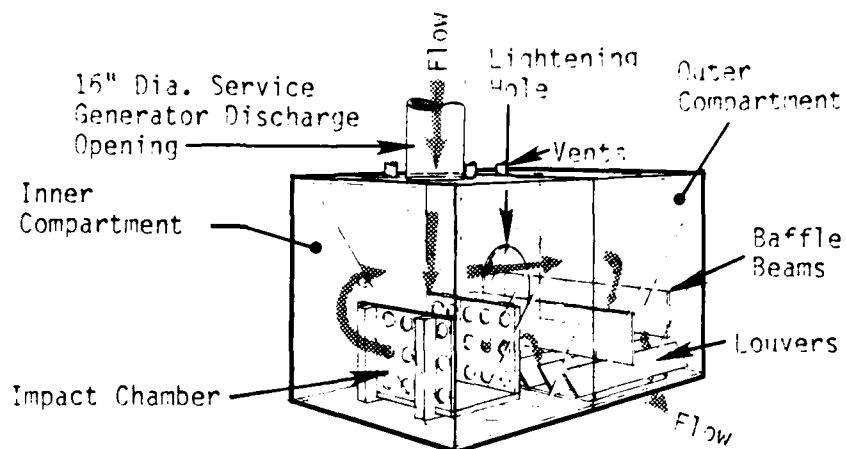 Flow
16" Dia. Service
Generator Discharge
Opening
Lightening
Hole
Outer
Compartment
Vents
Inner
Compartment
Baffle
Beams
Louvers
Impact Chamber
Flow